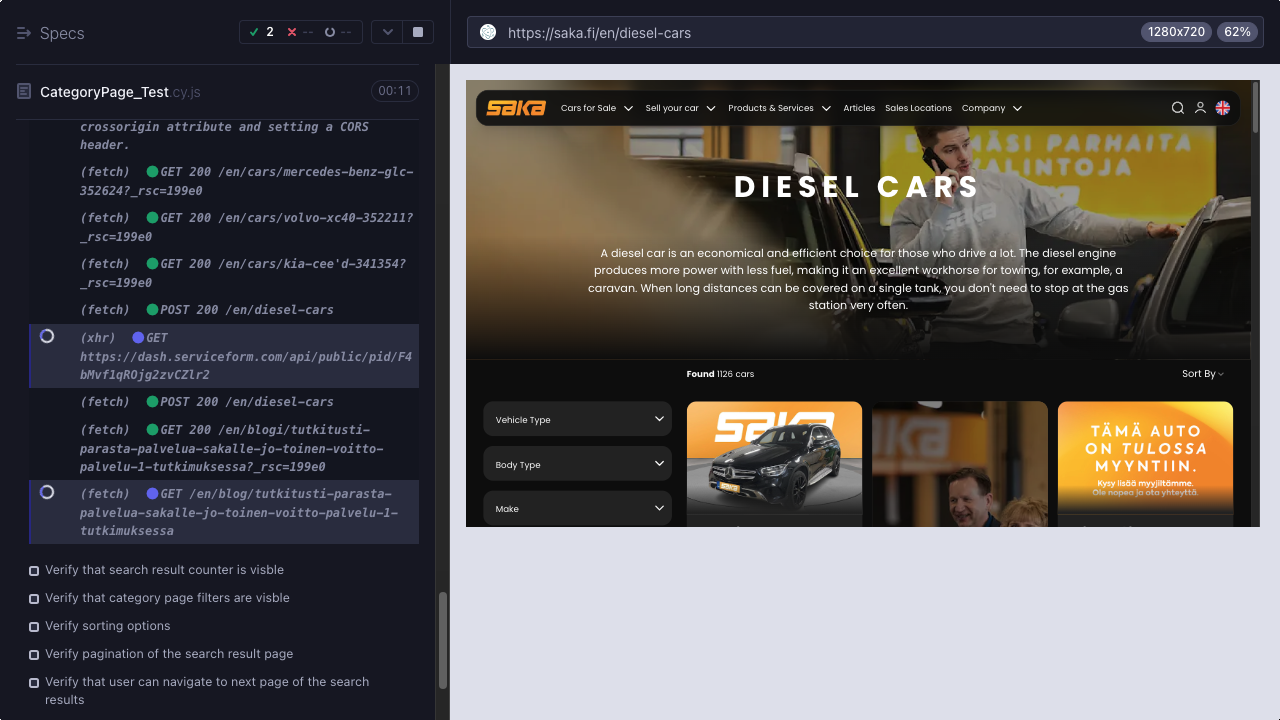 Specs
2
--
--
CategoryPage_Test.cy.js
00:11
crossorigin attribute and setting a CORS
header.
(fetch) GET 200 /en/cars/mercedes-benz-glc-
352624?_rsc=199e0
(fetch) GET 200 /en/cars/volvo-xc40-352211?
_rsc=199e0
(fetch) GET 200 /en/cars/kia-cee'd-341354?
_rsc=199e0
(fetch) POST 200 /en/diesel-cars
(xhr) GET
https://dash.serviceform.com/api/public/pid/F4
bMvf1qROjg2zvCZlr2
(fetch) POST 200 /en/diesel-cars
(fetch) GET 200 /en/blogi/tutkitusti-
parasta-palvelua-sakalle-jo-toinen-voitto-
palvelu-1-tutkimuksessa?_rsc=199e0
(fetch) GET /en/blog/tutkitusti-parasta-
palvelua-sakalle-jo-toinen-voitto-palvelu-1-
tutkimuksessa
Verify that search result counter is visble
Verify that category page filters are visble
Verify sorting options
Verify pagination of the search result page
Verify that user can navigate to next page of the search
results
https://saka.fi/en/diesel-cars
1280x720
62%
saka
Cars for Sale
Sell your car
Products & Services
Articles
Sales Locations
Company
MÄSI PARHAITA
ALINTOJA
saka
DIESEL CARS
A diesel car is an economical and efficient choice for those who drive a lot. The diesel engine
produces more power with less fuel, making it an excellent workhorse for towing, for example, a
caravan. When long distances can be covered on a single tank, you don't need to stop at the gas
station very often.
Found 1126 cars
Sort By
Vehicle Type
Body Type
Make
saka
saka
TÄMÄ AUTO
ON TULOSSA
MYYNTIIN.
Kysy lisää myyjiltämme.
Ole nopea ja ota yhteyttä.